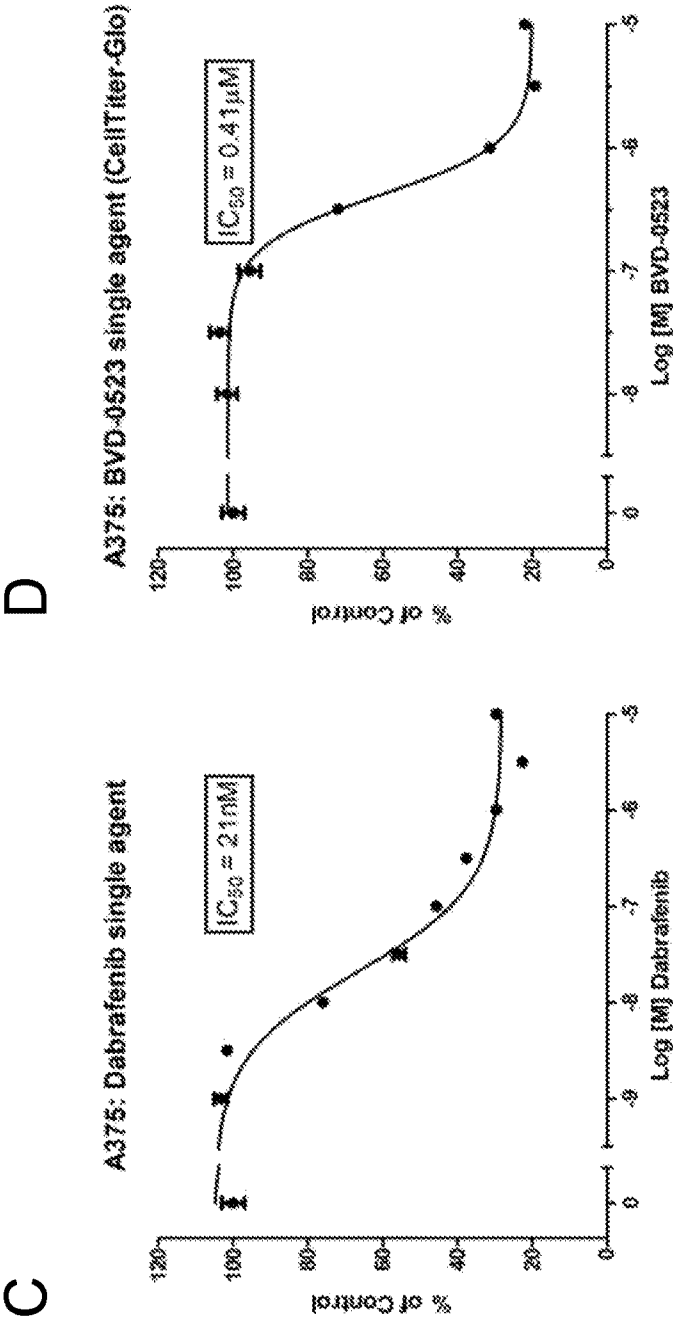 C
A375: Dabrafenib single agent
IC50 = 21nM
120
100
80
60
40
20
0
% of Control
0
-9
-8
-7
-6
-5
Log [M] Dabrafenib
D
A375: BVD-0523 single agent (CellTiter-Glo)
IC50 = 0.41µM
120
100
80
60
40
20
0
% of Control
0
-8
-7
-6
-5
Log [M] BVD-0523